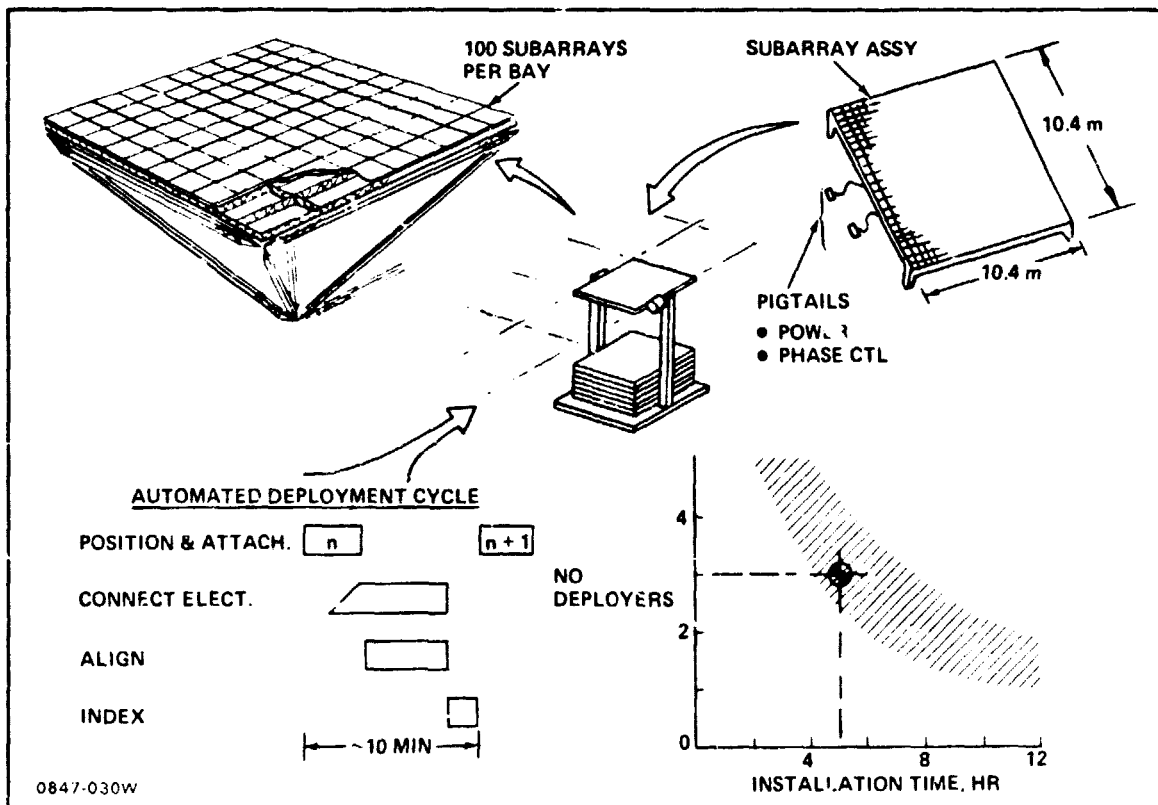 100 SUBARRAYS
PER BAY
SUBARRAY ASSY
10.4 m
10.4 m
PIGTAILS
● 
● PHASE CTL
AUTOMATED DEPLOYMENT CYCLE
POSITION & ATTACH.
n
n + 1
CONNECT ELECT.
ALIGN
INDEX
~10 MIN
NO
DEPLOYERS
4
2
0
4
8
12
INSTALLATION TIME, HR
0847-030W